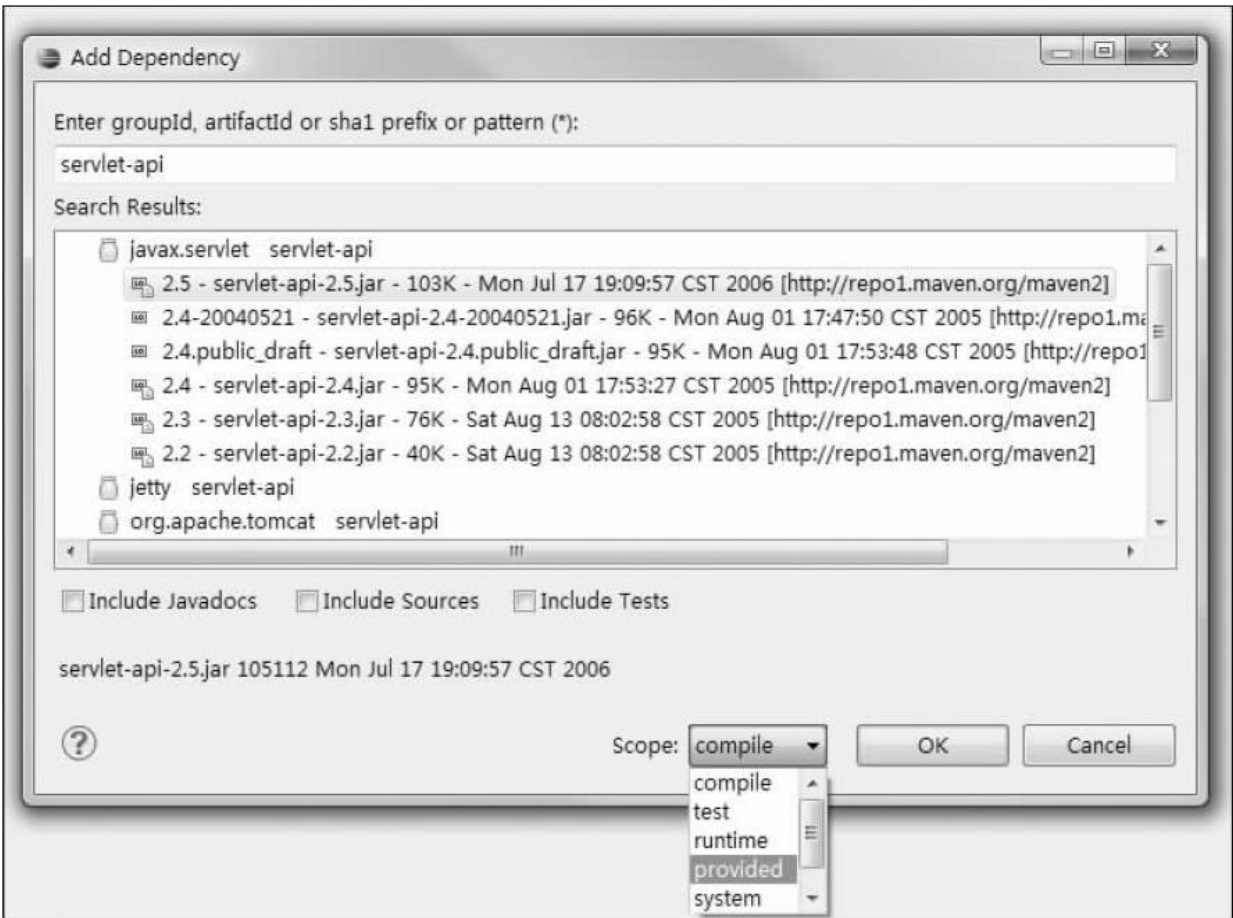 Add Dependency
Enter groupId, artifactId or sha1 prefix or pattern (*):
servlet-api
Search Results:
javax.servlet servlet-api
2.5 - servlet-api-2.5.jar - 103K - Mon Jul 17 19:09:57 CST 2006 [http://repo1.maven.org/maven2]
2.4-20040521 - servlet-api-2.4-20040521.jar - 96K - Mon Aug 01 17:47:50 CST 2005 [http://repo1.ma
2.4.public_draft - servlet-api-2.4.public_draft.jar - 95K - Mon Aug 01 17:53:48 CST 2005 [http://repo1
2.4 - servlet-api-2.4.jar - 95K - Mon Aug 01 17:53:27 CST 2005 [http://repo1.maven.org/maven2]
2.3 - servlet-api-2.3.jar - 76K - Sat Aug 13 08:02:58 CST 2005 [http://repo1.maven.org/maven2]
2.2 - servlet-api-2.2.jar - 40K - Sat Aug 13 08:02:58 CST 2005 [http://repo1.maven.org/maven2]
jetty servlet-api
org.apache.tomcat servlet-api
Include Javadocs Include Sources Include Tests
servlet-api-2.5.jar 105112 Mon Jul 17 19:09:57 CST 2006
Scope: compile OK Cancel
compile
test
runtime
provided
system